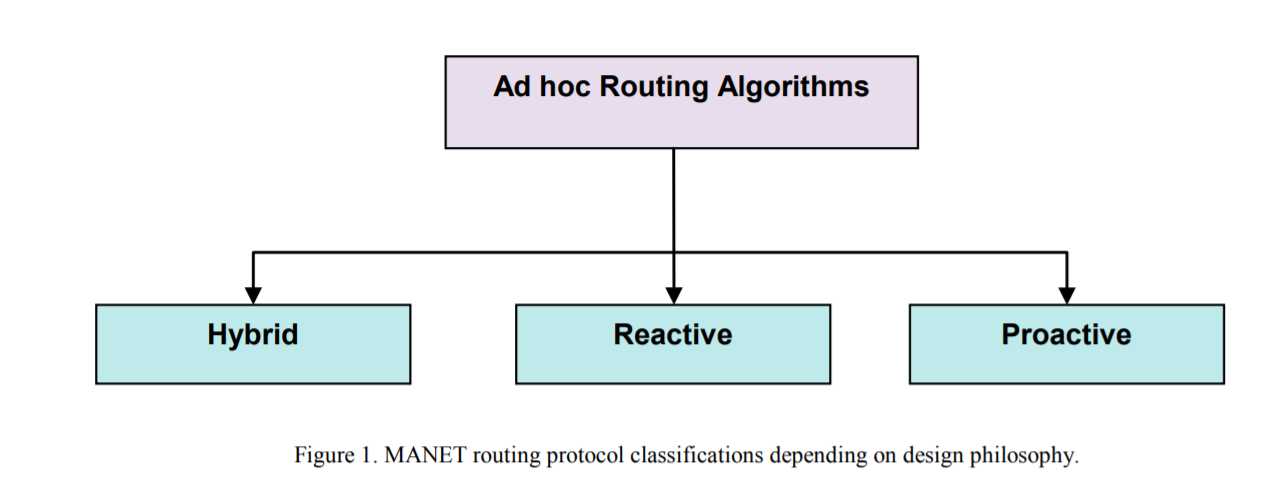 Ad hoc Routing Algorithms
Hybrid
Reactive
Proactive
Figure 1. MANET routing protocol classifications depending on design philosophy.